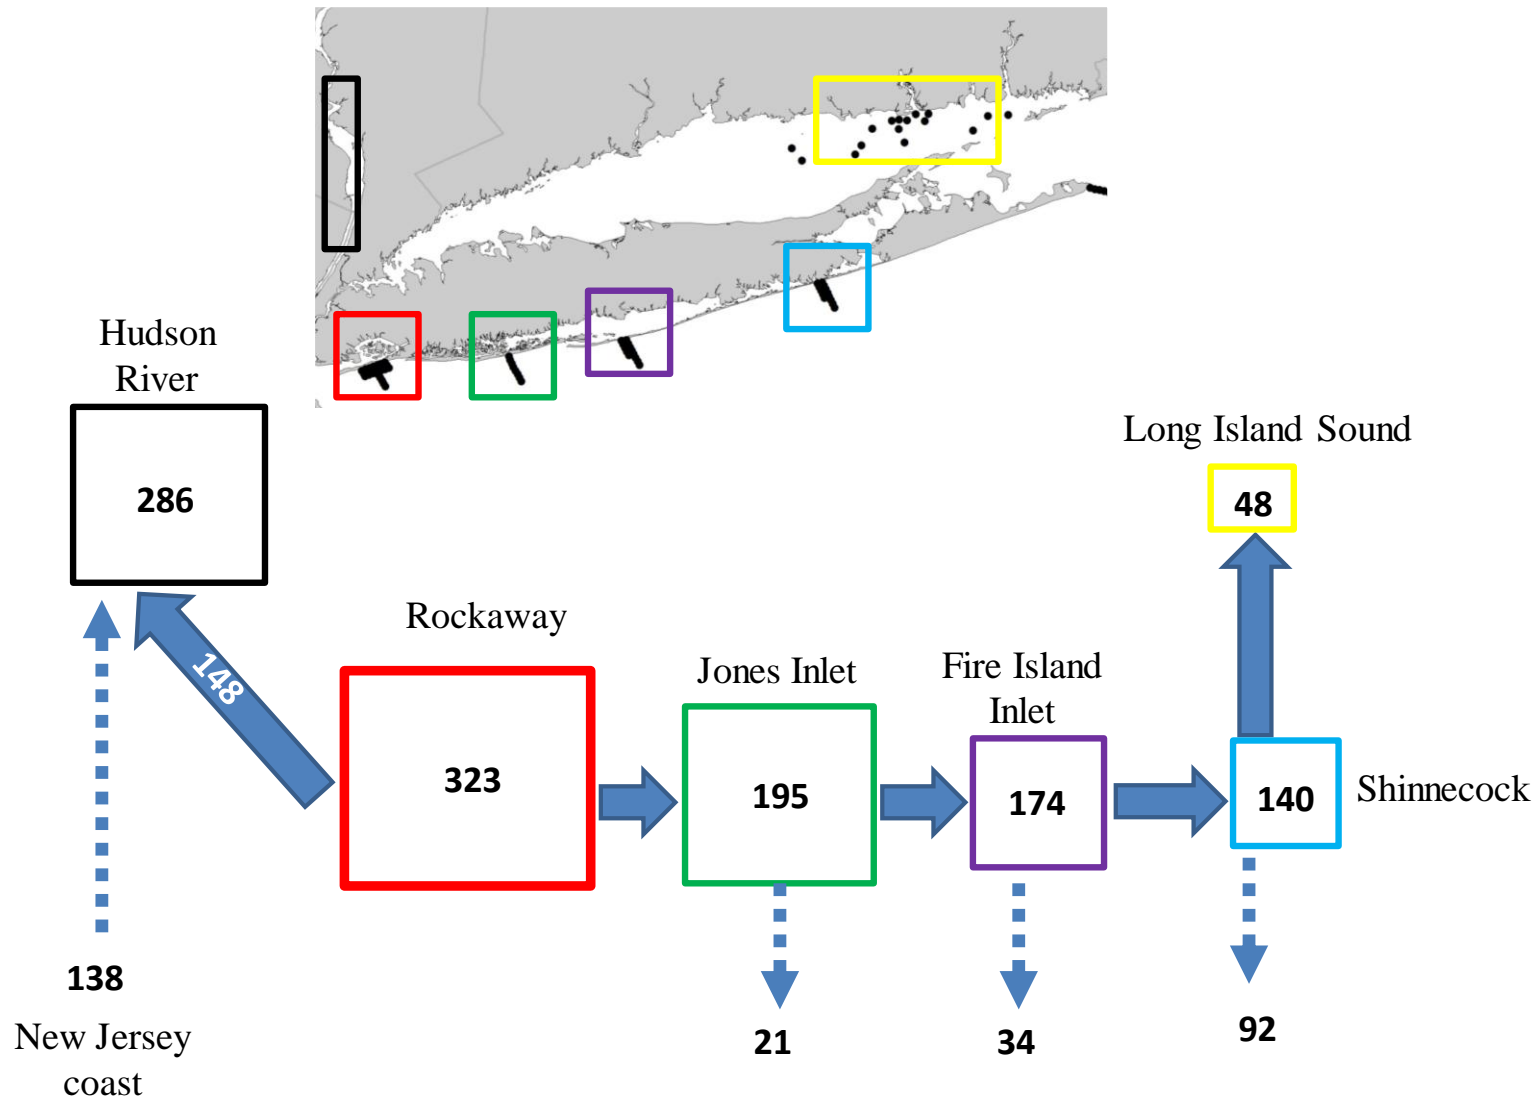 Hudson
River
286
148
138
New Jersey
coast
Rockaway
323
Jones Inlet
195
21
Fire Island
Inlet
174
34
Long Island Sound
48
140
Shinnecock
92